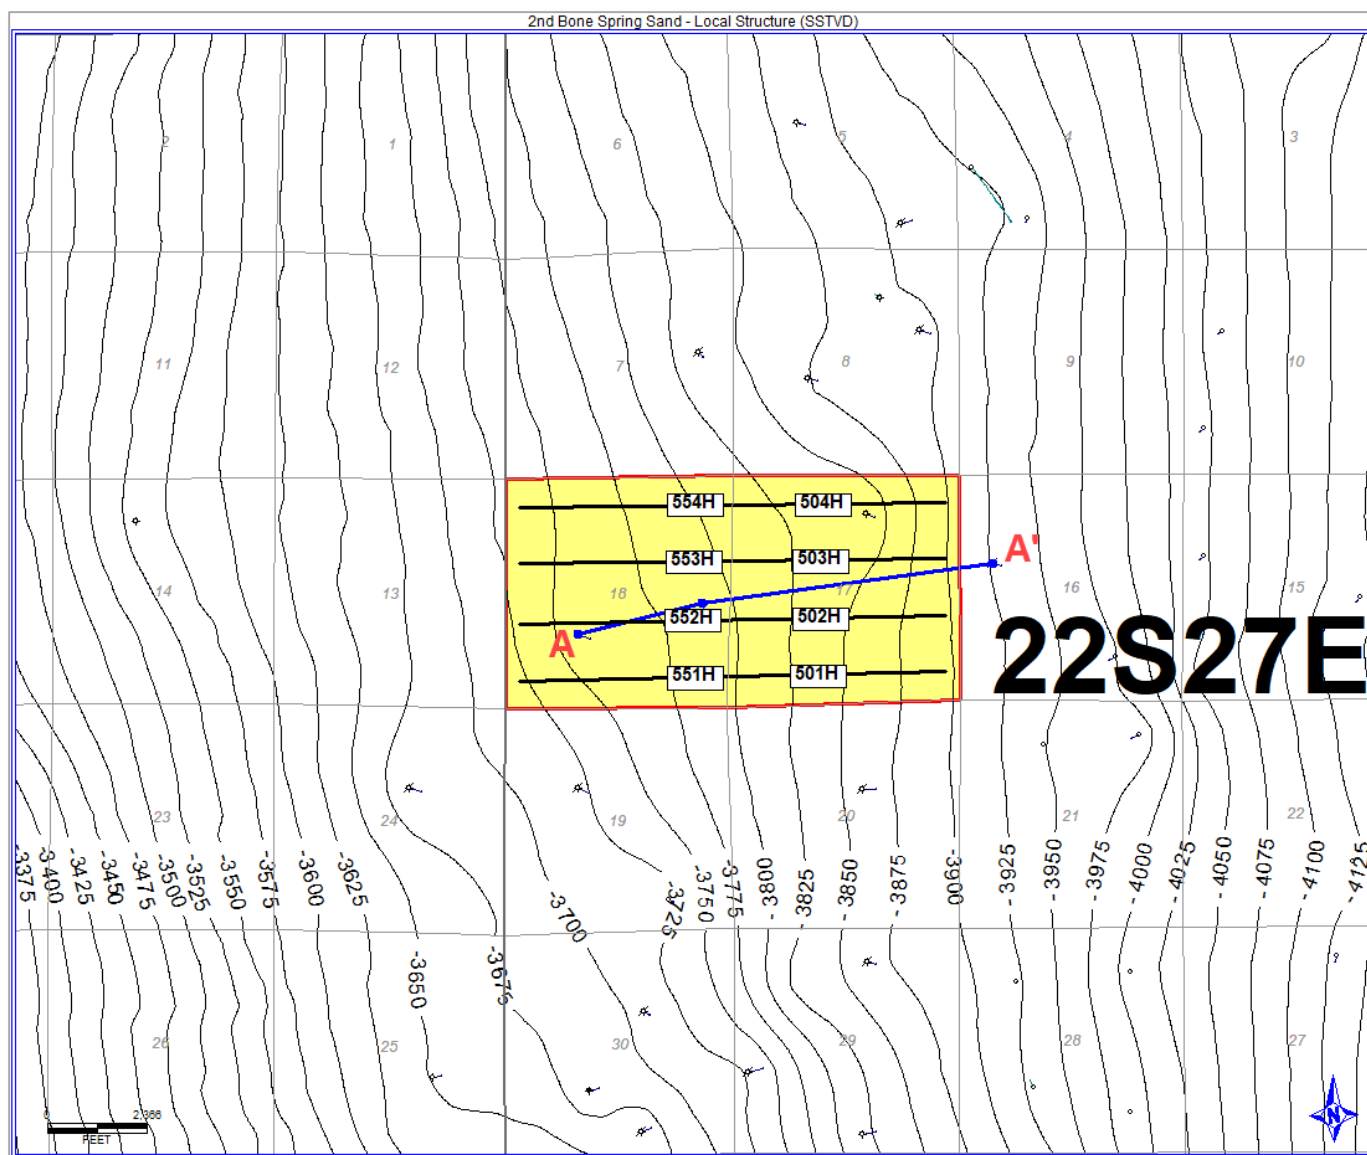 2nd Bone Spring Sand - Local Structure (SSTVD)
2 1 6 5 4 3
11 12 7 8 9 10
554H 504H
553H 503H A'
14 13 18 17 16 15
552H 502H
A 22S27E
551H 501H
23 24 19 20 21 22
-3375 -3400 -3425 -3450 -3475 -3500 -3525 -3550 -3575 -3600 -3625 -3650 -3675 -3700 -3725 -3750 -3775 -3800 -3825 -3850 -3875 -3900 -3925 -3950 -3975 -4000 -4025 -4050 -4075 -4100 -4125
26 25 30 29 28 27
0 2,366
FEET
N